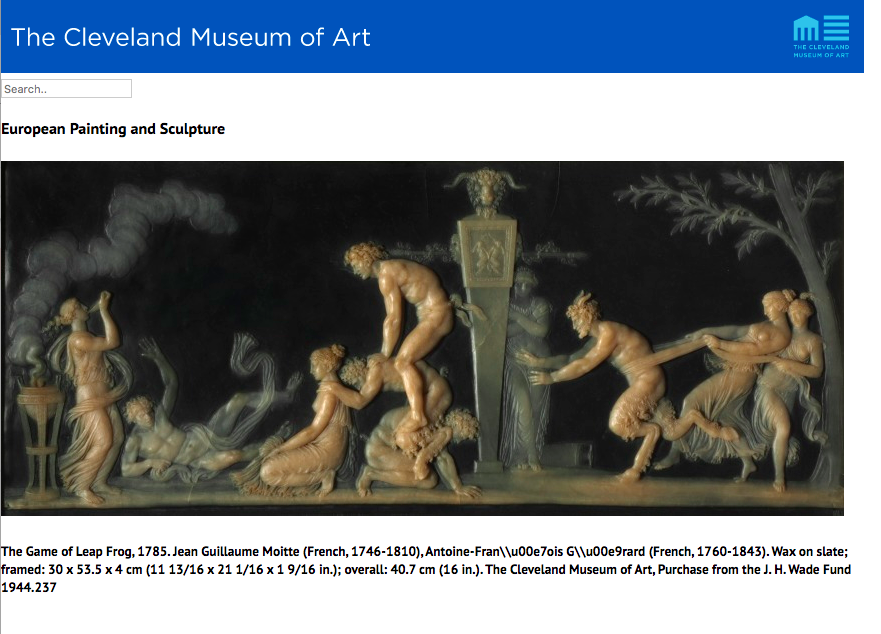 The Cleveland Museum of Art
THE CLEVELAND
MUSEUM OF ART
Search..
European Painting and Sculpture
The Game of Leap Frog, 1785. Jean Guillaume Moitte (French, 1746-1810), Antoine-Fran\\u00e7ois G\\u00e9rard (French, 1760-1843). Wax on slate;
framed: 30 x 53.5 x 4 cm (11 13/16 x 21 1/16 x 1 9/16 in.); overall: 40.7 cm (16 in.). The Cleveland Museum of Art, Purchase from the J. H. Wade Fund
1944.237